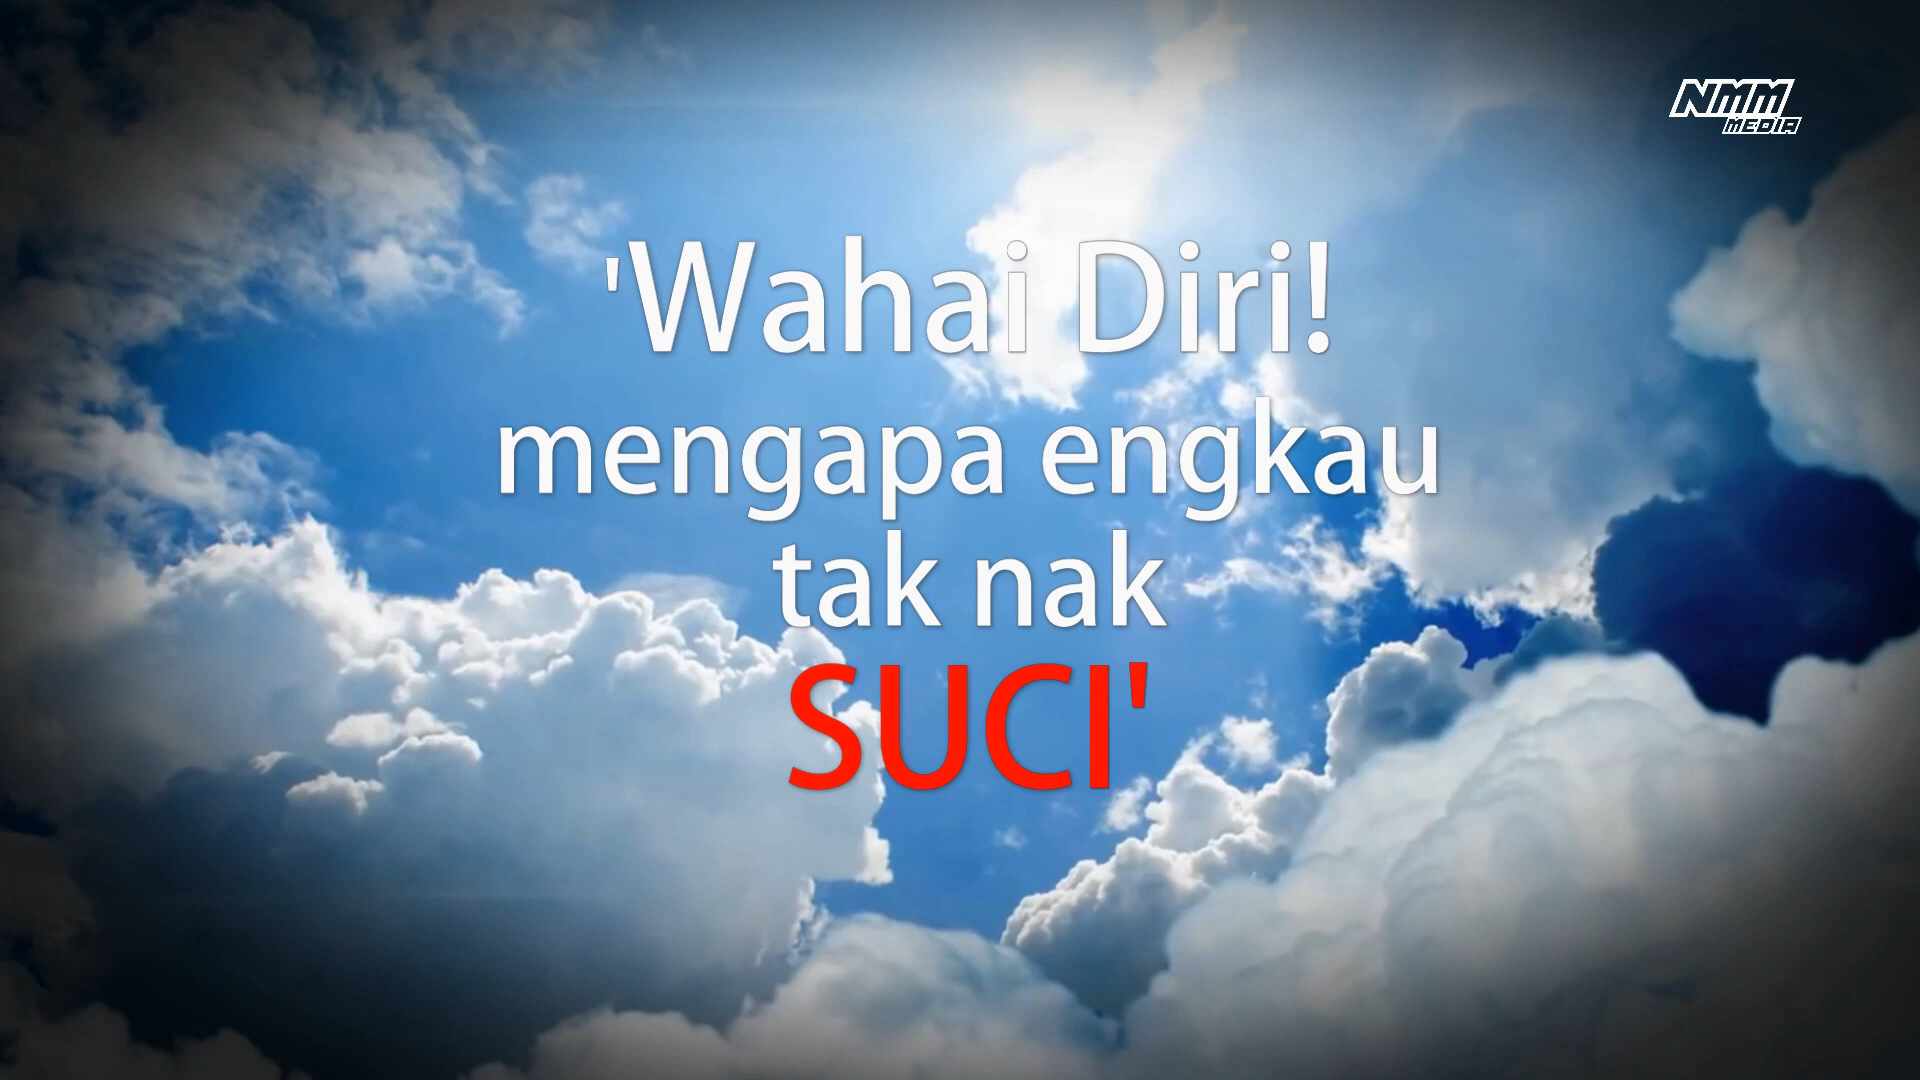 NMM
MEDIA
'Wahai Diri!
mengapa engkau
tak nak
SUCI'